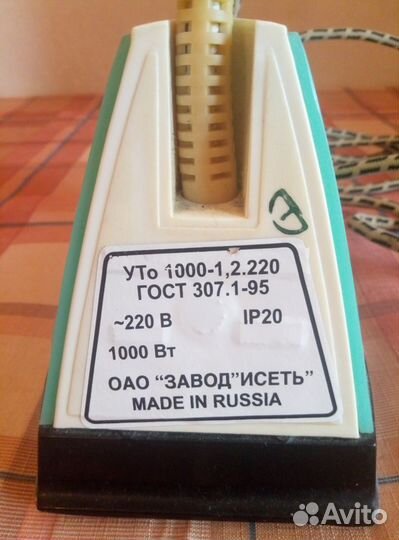 УТо 1000-1,2.220
ГОСТ 307.1-95
~220 В IP20
1000 Вт
ОАО "ЗАВОД"ИСЕТЬ"
MADE IN RUSSIA
Avito